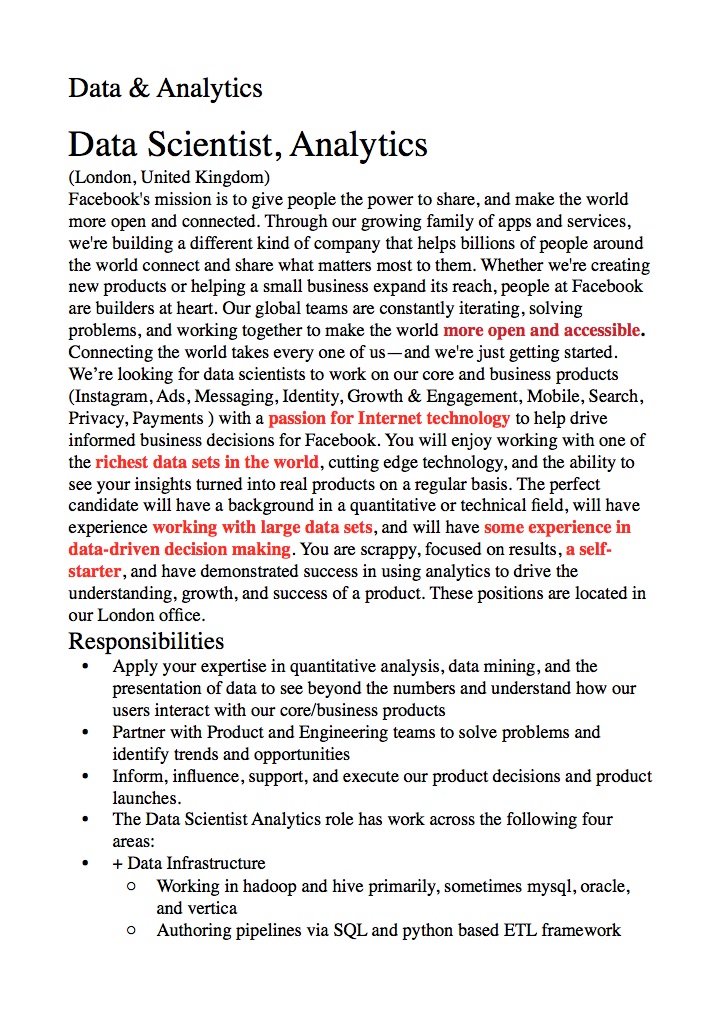 Data & Analytics
Data Scientist, Analytics
(London, United Kingdom)
Facebook's mission is to give people the power to share, and make the world
more open and connected. Through our growing family of apps and services,
we're building a different kind of company that helps billions of people around
the world connect and share what matters most to them. Whether we're creating
new products or helping a small business expand its reach, people at Facebook
are builders at heart. Our global teams are constantly iterating, solving
problems, and working together to make the world more open and accessible.
Connecting the world takes every one of us—and we're just getting started.
We’re looking for data scientists to work on our core and business products
(Instagram, Ads, Messaging, Identity, Growth & Engagement, Mobile, Search,
Privacy, Payments ) with a passion for Internet technology to help drive
informed business decisions for Facebook. You will enjoy working with one of
the richest data sets in the world, cutting edge technology, and the ability to
see your insights turned into real products on a regular basis. The perfect
candidate will have a background in a quantitative or technical field, will have
experience working with large data sets, and will have some experience in
data-driven decision making. You are scrappy, focused on results, a self-
starter, and have demonstrated success in using analytics to drive the
understanding, growth, and success of a product. These positions are located in
our London office.
Responsibilities
• Apply your expertise in quantitative analysis, data mining, and the
presentation of data to see beyond the numbers and understand how our
users interact with our core/business products
• Partner with Product and Engineering teams to solve problems and
identify trends and opportunities
• Inform, influence, support, and execute our product decisions and product
launches.
• The Data Scientist Analytics role has work across the following four
areas:
• + Data Infrastructure
○ Working in hadoop and hive primarily, sometimes mysql, oracle,
and vertica
○ Authoring pipelines via SQL and python based ETL framework